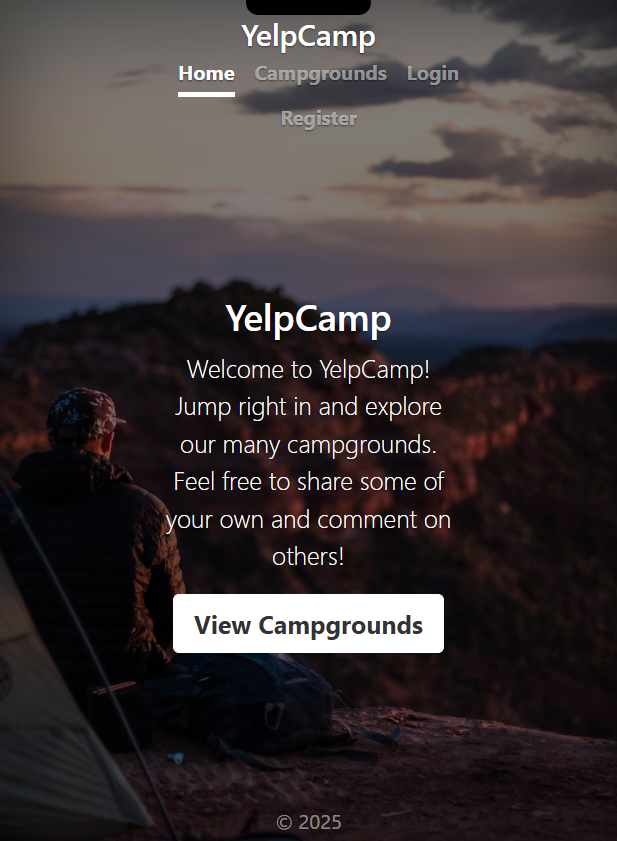 YelpCamp
Home Campgrounds Login
Register
YelpCamp
Welcome to YelpCamp!
Jump right in and explore
our many campgrounds.
Feel free to share some of
your own and comment on
others!
View Campgrounds
© 2025